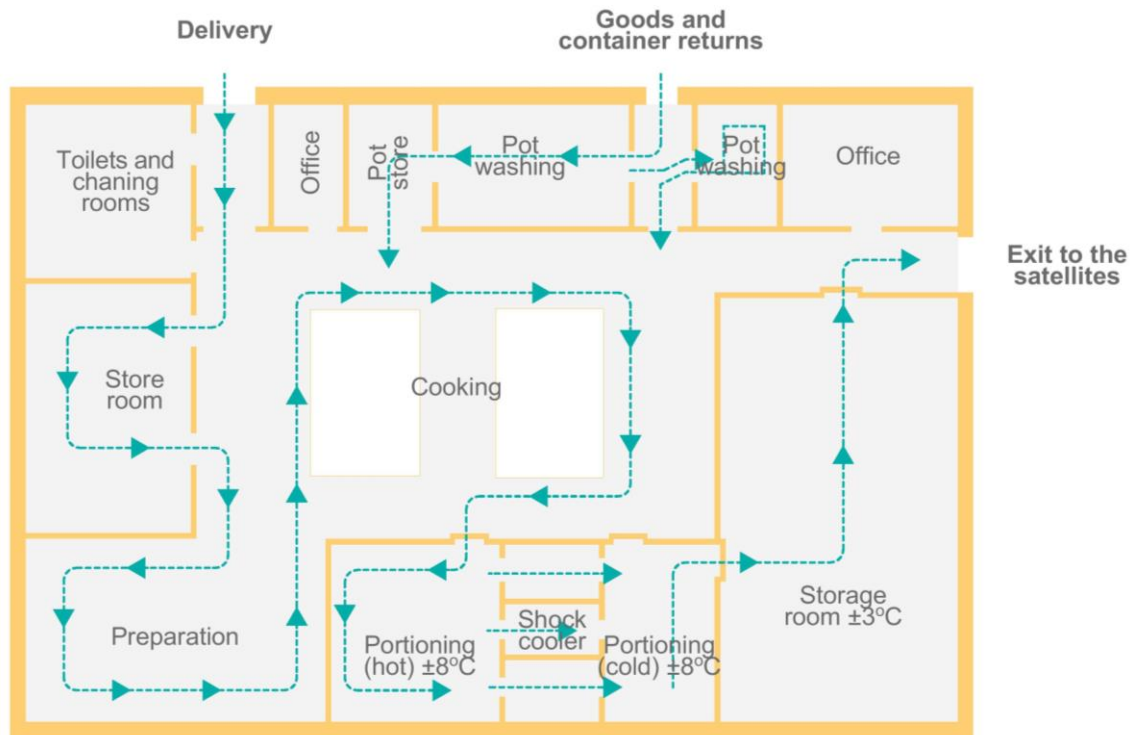 Delivery
Goods and
container returns
Toilets and
chaning
rooms
Office
Pot
store
Pot
washing
Pot
washing
Office
Exit to the
satellites
Store
room
Cooking
Preparation
Portioning
(hot) ±8ºC
Shock
cooler
Portioning
(cold) ±8ºC
Storage
room ±3ºC